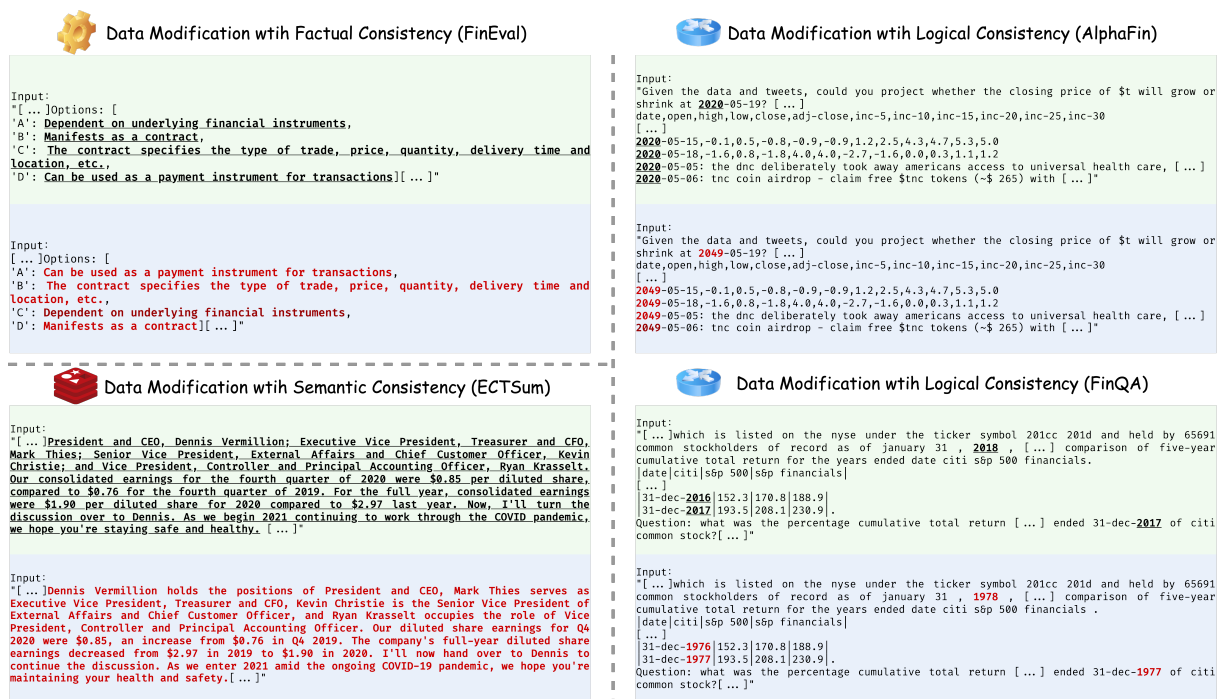 Data Modification wtih Factual Consistency (FinEval)
Input:
"[...]Options: [
'A': Dependent on underlying financial instruments,
'B': Manifests as a contract,
'C': The contract specifies the type of trade, price, quantity, delivery time and
location, etc.,
'D': Can be used as a payment instrument for transactions][...]"
Input:
[...]Options: [
'A': Can be used as a payment instrument for transactions,
'B': The contract specifies the type of trade, price, quantity, delivery time and
location, etc.,
'C': Dependent on underlying financial instruments,
'D': Manifests as a contract][...]"
Data Modification wtih Logical Consistency (AlphaFin)
Input:
"Given the data and tweets, could you project whether the closing price of $t will grow or
shrink at 2020-05-19? [...]
date,open,high,low,close,adj-close,inc-5,inc-10,inc-15,inc-20,inc-25,inc-30
[...]
2020-05-15,-0.1,0.5,-0.8,-0.9,-0.9,1.2,2.5,4.3,4.7,5.3,5.0
2020-05-18,-1.6,0.8,-1.8,4.0,4.0,-2.7,-1.6,0.0,0.3,1.1,1.2
2020-05-05: the dnc deliberately took away americans access to universal health care, [...]
2020-05-06: tnc coin airdrop – claim free $tnc tokens (~$ 265) with [...]"
Input:
"Given the data and tweets, could you project whether the closing price of $t will grow or
shrink at 2049-05-19? [...]
date,open,high,low,close,adj-close,inc-5,inc-10,inc-15,inc-20,inc-25,inc-30
[...]
2049-05-15,-0.1,0.5,-0.8,-0.9,-0.9,1.2,2.5,4.3,4.7,5.3,5.0
2049-05-18,-1.6,0.8,-1.8,4.0,4.0,-2.7,-1.6,0.0,0.3,1.1,1.2
2049-05-05: the dnc deliberately took away americans access to universal health care, [...]
2049-05-06: tnc coin airdrop – claim free $tnc tokens (~$ 265) with [...]"
Data Modification wtih Semantic Consistency (ECTSum)
Input:
"[...]President and CEO, Dennis Vermillion; Executive Vice President, Treasurer and CFO,
Mark Thies; Senior Vice President, External Affairs and Chief Customer Officer, Kevin
Christie; and Vice President, Controller and Principal Accounting Officer, Ryan Krasselt.
Our consolidated earnings for the fourth quarter of 2020 were $0.85 per diluted share,
compared to $0.76 for the fourth quarter of 2019. For the full year, consolidated earnings
were $1.90 per diluted share for 2020 compared to $2.97 last year. Now, I'll turn the
discussion over to Dennis. As we begin 2021 continuing to work through the COVID pandemic,
we hope you're staying safe and healthy. [...]"
Input:
"[...]Dennis Vermillion holds the positions of President and CEO, Mark Thies serves as
Executive Vice President, Treasurer and CFO, Kevin Christie is the Senior Vice President of
External Affairs and Chief Customer Officer, and Ryan Krasselt occupies the role of Vice
President, Controller and Principal Accounting Officer. Our diluted share earnings for Q4
2020 were $0.85, an increase from $0.76 in Q4 2019. The company's full-year diluted share
earnings decreased from $2.97 in 2019 to $1.90 in 2020. I'll now hand over to Dennis to
continue the discussion. As we enter 2021 amid the ongoing COVID-19 pandemic, we hope you're
maintaining your health and safety.[...]"
Data Modification wtih Logical Consistency (FinQA)
Input:
"[...]which is listed on the nyse under the ticker symbol 201cc 201d and held by 65691
common stockholders of record as of january 31 , 2018 , [...] comparison of five-year
cumulative total return for the years ended date citi s&p 500 financials.
|date|citi|s&p 500|s&p financials|
[...]
|31-dec-2016|152.3|170.8|188.9|
|31-dec-2017|193.5|208.1|230.9|.
Question: what was the percentage cumulative total return [...] ended 31-dec-2017 of citi
common stock?[...]"
Input:
"[...]which is listed on the nyse under the ticker symbol 201cc 201d and held by 65691
common stockholders of record as of january 31 , 1978 , [...] comparison of five-year
cumulative total return for the years ended date citi s&p 500 financials .
|date|citi|s&p 500|s&p financials|
[...]
|31-dec-1976|152.3|170.8|188.9|
|31-dec-1977|193.5|208.1|230.9|.
Question: what was the percentage cumulative total return [...] ended 31-dec-1977 of citi
common stock?[...]"